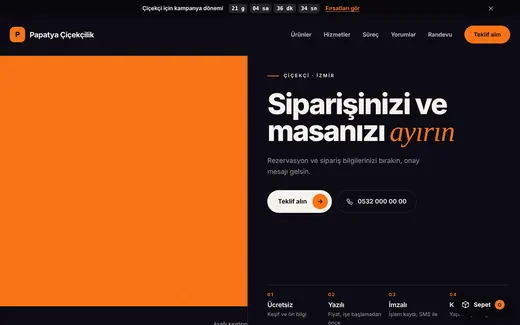 Çiçekçi için kampanya dönemi 21 g 04 sa 36 dk 34 sn Fırsatları gör
P Papatya Çiçekçilik Ürünler Hizmetler Süreç Yorumlar Randevu Teklif alın
ÇİÇEKÇİ · İZMİR
Siparişinizi ve
masanızı ayırın
Rezervasyon ve sipariş bilgilerinizi bırakın, onay
mesajı gelsin.
Teklif alın → 0532 000 00 00
01 02 03 04
Ücretsiz Yazılı İmzalı K Sepet 0
Keşif ve ön bilgi Fiyat, işe başlamadan İşlem kaydı, SMS ile
önce